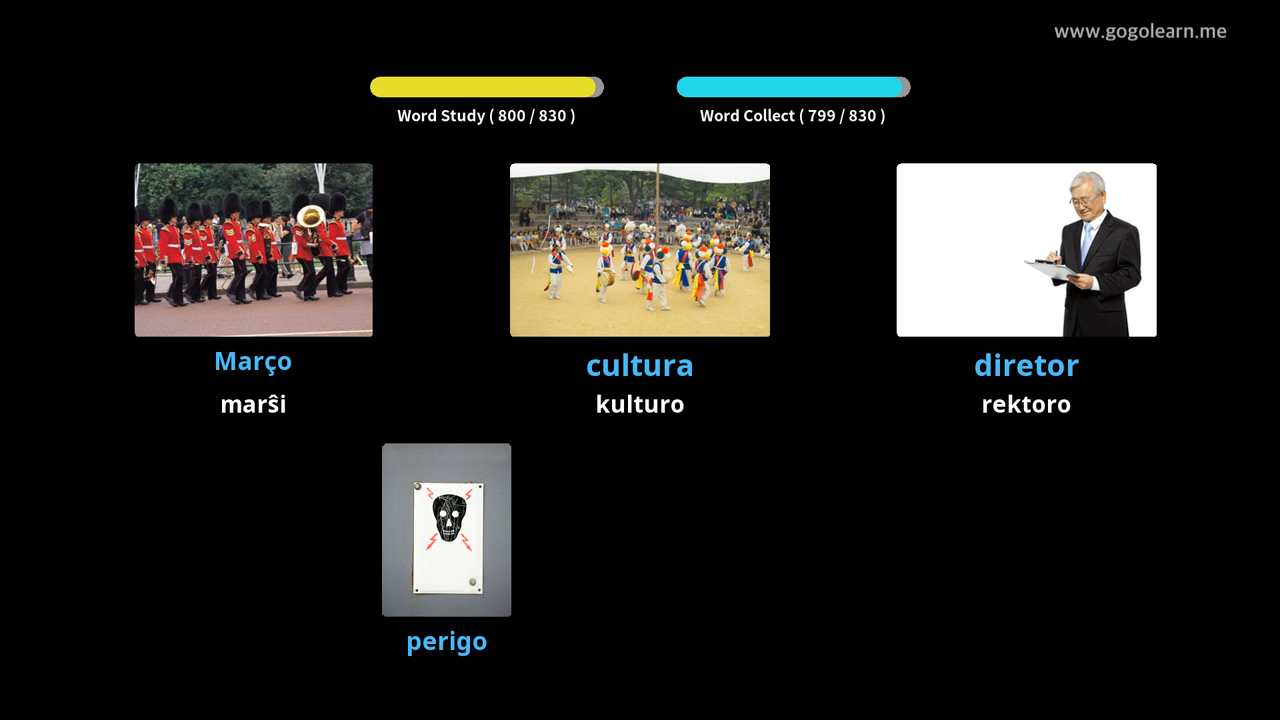 www.gogolearn.me
Word Study ( 800 / 830 )
Word Collect ( 799 / 830 )
Março
cultura
diretor
marŝi
kulturo
rektoro
perigo